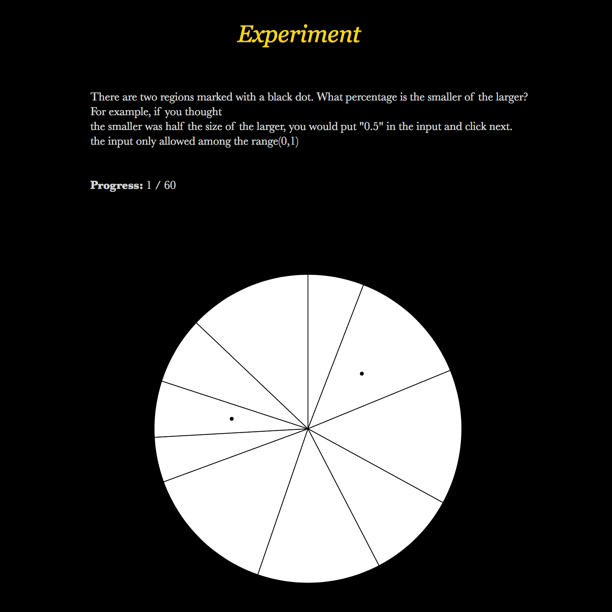 Experiment
There are two regions marked with a black dot. What percentage is the smaller of the larger?
For example, if you thought
the smaller was half the size of the larger, you would put "0.5" in the input and click next.
the input only allowed among the range(0,1)
Progress: 1 / 60